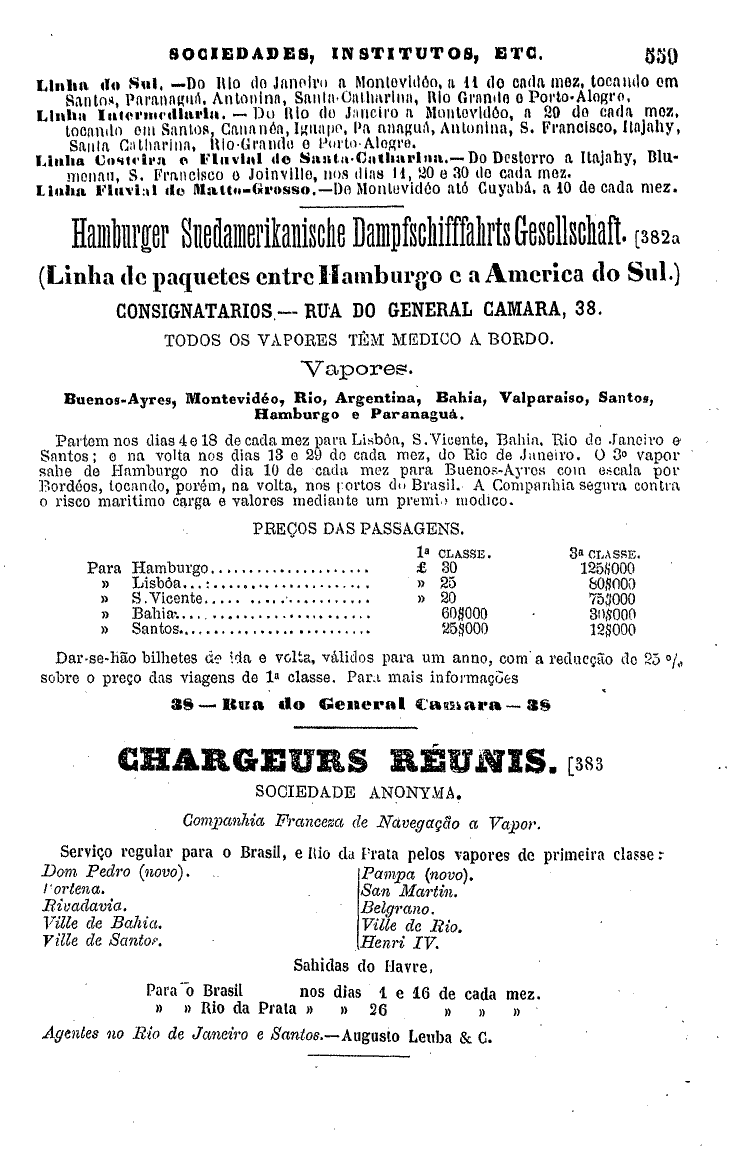 SOCIEDADES, INSTITUTOS, ETC. 559
Linha do Sul. — Do Rio de Janeiro a Montevidéo, a 11 de cada mez, tocando em
Santos, Paranaguá, Antonina, Santa-Catharina, Rio Grande e Porto-Alegre.
Linha Intermediaria. — Do Rio de Janeiro a Montevidéo, a 29 de cada mez,
tocando em Santos, Cananéa, Iguape, Pa anaguá, Antonina, S. Francisco, Itajahy,
Santa Catharina, Rio-Grande e Porto-Alegre.
Linha Costeira e Fluvial de Santa-Catharina. — Do Desterro a Itajahy, Blu-
menau, S. Francisco e Joinville, nos dias 11, 20 e 30 de cada mez.
Linha Fluvial de Matto-Grosso. — De Montevidéo até Cuyabá, a 10 de cada mez.
Hamburger Suedamerikanische Dampfschifffahrts Gesellschaft. [382a
(Linha de paquetes entre Hamburgo e a America do Sul.)
CONSIGNATARIOS.— RUA DO GENERAL CAMARA, 38.
TODOS OS VAPORES TÊM MEDICO A BORDO.
Vapores.
Buenos-Ayres, Montevidéo, Rio, Argentina, Bahia, Valparaiso, Santos,
Hamburgo e Paranaguá.
Partem nos dias 4 e 18 de cada mez para Lisbôa, S. Vicente, Bahia, Rio de Janeiro e
Santos; e na volta nos dias 13 e 29 de cada mez, do Rio de Janeiro. O 3º vapor
sahe de Hamburgo no dia 10 de cada mez para Buenos-Ayres com escala por
Bordéos, tocando, porém, na volta, nos portos do Brasil. A Companhia segura contra
o risco maritimo carga e valores mediante um premio modico.
PREÇOS DAS PASSAGENS.
1ª CLASSE. 3ª CLASSE.
Para Hamburgo.................... £ 30 125$000
» Lisbôa....................... » 25 80$000
» S. Vicente................... » 20 75$000
» Bahia........................ 60$000 30$000
» Santos....................... 25$000 12$000
Dar-se-hão bilhetes de ida e volta, válidos para um anno, com a reducção de 25 º/o
sobre o preço das viagens de 1ª classe. Para mais informações
38 — Rua do General Camara — 38
CHARGEURS RÉUNIS. [383
SOCIEDADE ANONYMA.
Companhia Franceza de Navegação a Vapor.
Serviço regular para o Brasil, e Rio da Prata pelos vapores de primeira classe:
Dom Pedro (novo). Pampa (novo).
Portena. San Martin.
Rivadavia. Belgrano.
Ville de Bahia. Ville de Rio.
Ville de Santos. Henri IV.
Sahidas do Havre,
Para o Brasil nos dias 1 e 16 de cada mez.
» » Rio da Prata » » 26 » » »
Agentes no Rio de Janeiro e Santos.—Augusto Leuba & C.